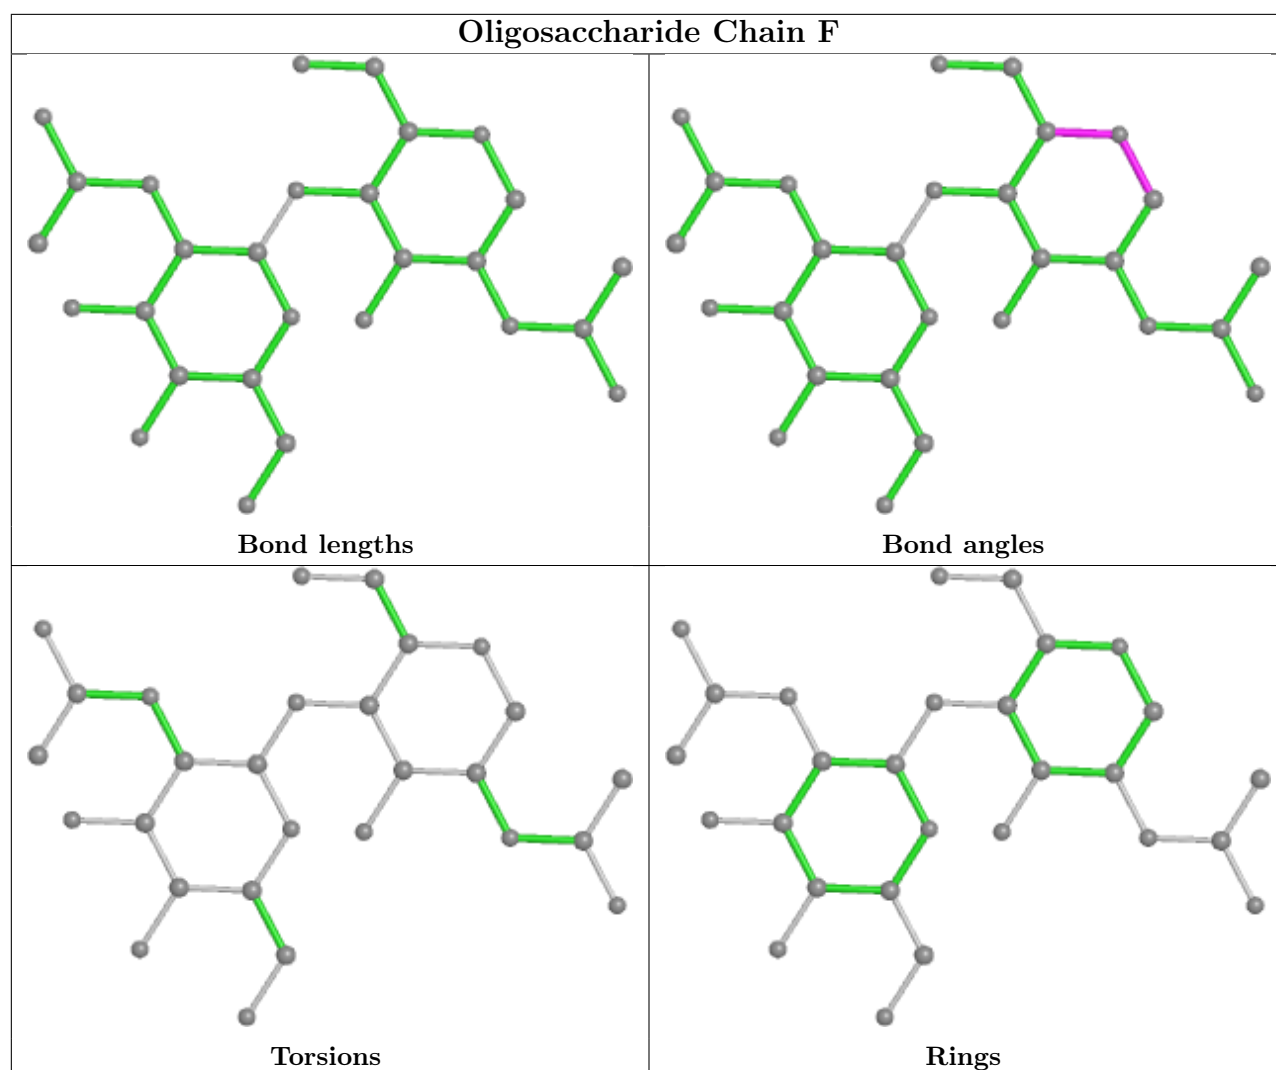 Oligosaccharide Chain F
Bond lengths
Bond angles
Torsions
Rings